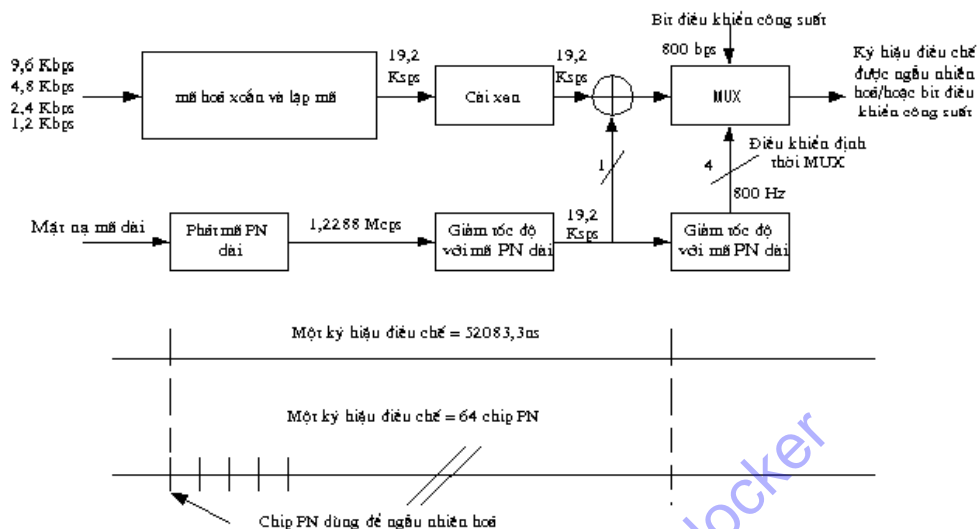 Bit điều khiển công suất
9,6 Kbps
4,8 Kbps
2,4 Kbps
1,2 Kbps
mã hoá xoắn và lặp mã
19,2
Ksps
Cài xen
19,2
Ksps
800 bps
MUX
Ký hiệu điều chế
được ngẫu nhiên
hoá/hoặc bit điều
khiển công suất
Điều khiển định
thời MUX
1
4
800 Hz
Mặt nạ mã dài
Phát mã PN
dài
1,2288 Mcps
Giảm tốc độ
với mã PN dài
19,2
Ksps
Giảm tốc độ
với mã PN dài
Một ký hiệu điều chế = 52083,3ns
Một ký hiệu điều chế = 64 chip PN
Chip PN dùng để ngẫu nhiên hoá
ocker